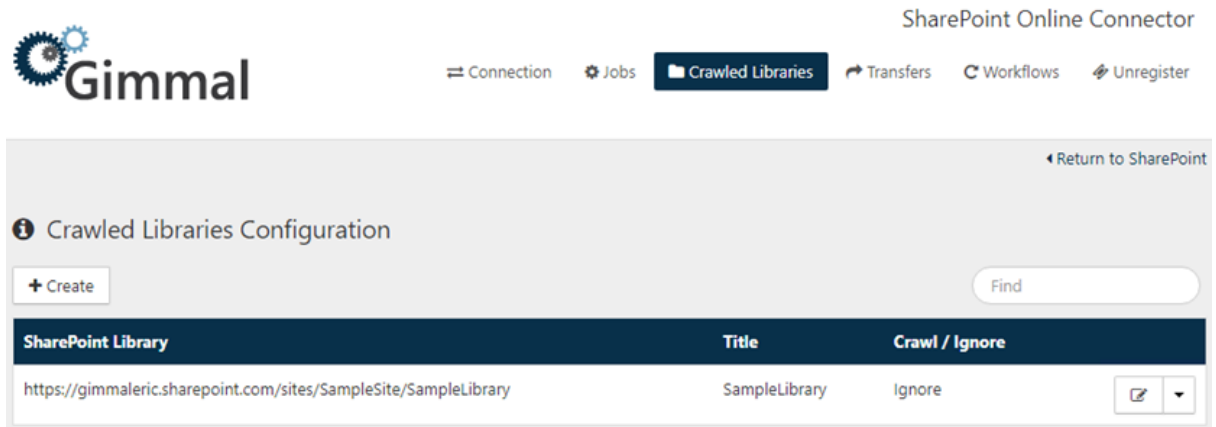 SharePoint Online Connector
Gimmal
Connection Jobs Crawled Libraries Transfers Workflows Unregister
Return to SharePoint
Crawled Libraries Configuration
+ Create Find
SharePoint Library Title Crawl / Ignore
https://gimmaleric.sharepoint.com/sites/SampleSite/SampleLibrary SampleLibrary Ignore